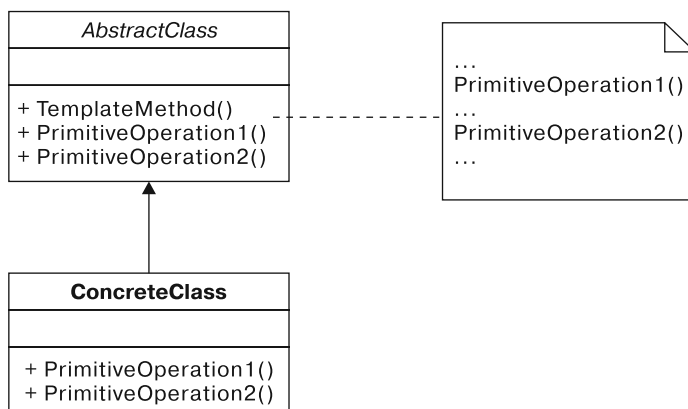 AbstractClass
+ TemplateMethod()
+ PrimitiveOperation1()
+ PrimitiveOperation2()
...
PrimitiveOperation1()
...
PrimitiveOperation2()
...
ConcreteClass
+ PrimitiveOperation1()
+ PrimitiveOperation2()